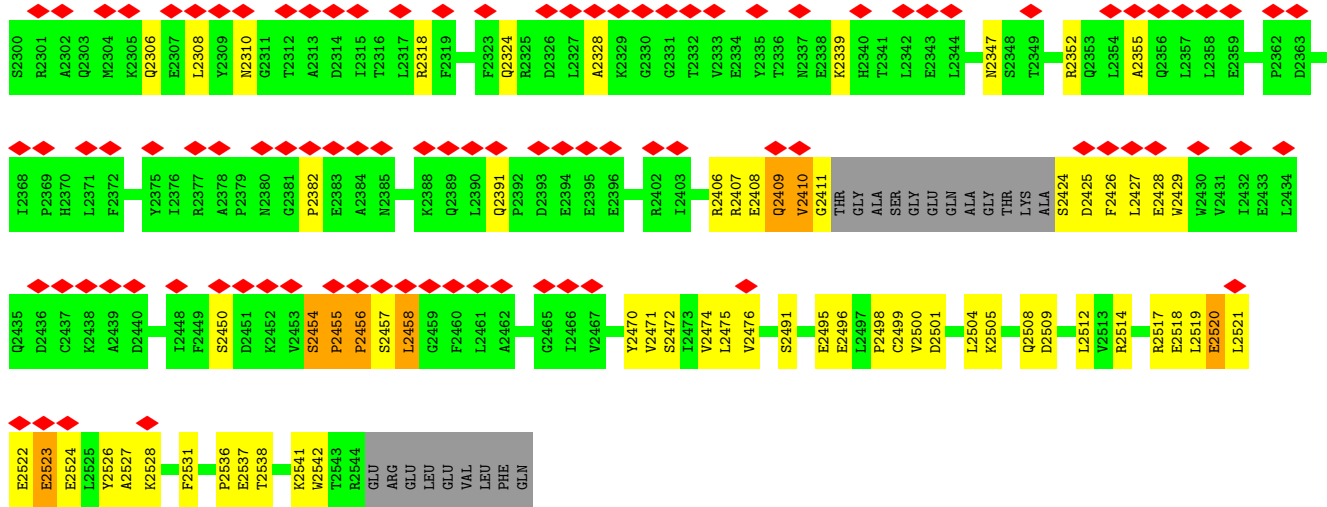 S2300 R2301 A2302 Q2303 M2304 K2305 Q2306 E2307 L2308 Y2309 N2310 G2311 T2312 A2313 D2314 I2315 T2316 L2317 R2318 F2319 F2323 Q2324 R2325 D2326 L2327 A2328 K2329 G2330 G2331 T2332 V2333 E2334 Y2335 T2336 N2337 E2338 K2339 H2340 T2341 L2342 E2343 L2344 N2347 S2348 T2349 R2352 Q2353 L2354 A2355 Q2356 L2357 L2358 E2359 P2362 D2363
I2368 P2369 H2370 L2371 F2372 Y2375 I2376 R2377 A2378 P2379 N2380 G2381 P2382 E2383 A2384 N2385 K2388 Q2389 L2390 Q2391 P2392 D2393 E2394 E2395 E2396 R2402 I2403 R2406 R2407 E2408 Q2409 V2410 G2411 THR GLY ALA SER GLY GLU GLN ALA GLY THR LYS ALA S2424 D2425 F2426 L2427 E2428 W2429 W2430 V2431 I2432 E2433 L2434
Q2435 D2436 C2437 K2438 A2439 D2440 I2448 F2449 S2450 D2451 K2452 V2453 S2454 P2455 P2456 S2457 L2458 G2459 F2460 L2461 A2462 G2465 I2466 V2467 Y2470 V2471 S2472 I2473 V2474 L2475 V2476 S2491 E2495 E2496 L2497 P2498 C2499 V2500 D2501 L2504 K2505 Q2508 D2509 L2512 V2513 R2514 R2517 E2518 L2519 E2520 L2521
E2522 E2523 E2524 L2525 Y2526 A2527 K2528 F2531 P2536 E2537 T2538 K2541 W2542 T2543 R2544 GLU ARG GLU LEU GLU VAL LEU PHE GLN